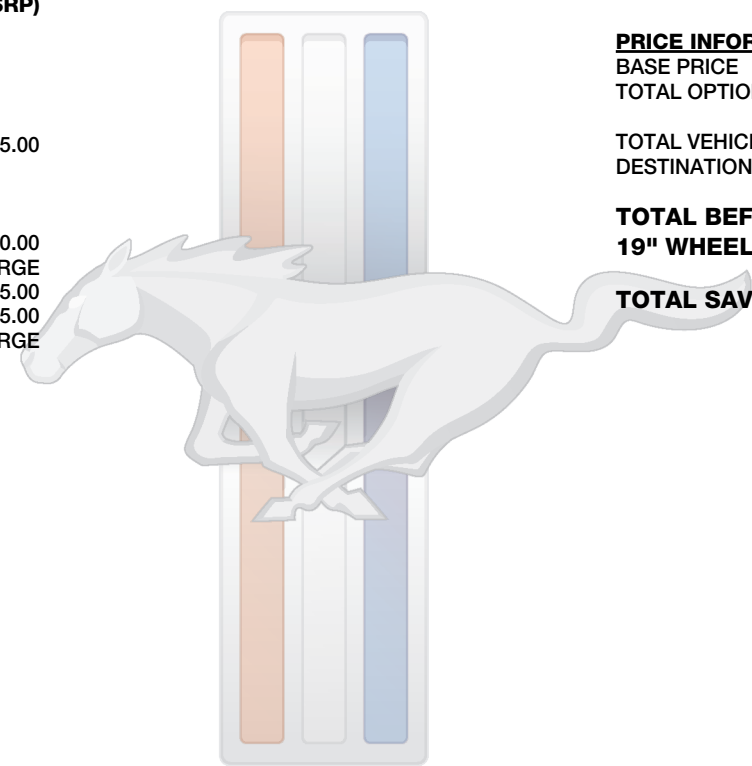 SRP)
5.00
0.00
RGE
5.00
5.00
RGE
PRICE INFOR
BASE PRICE
TOTAL OPTIO
TOTAL VEHIC
DESTINATION
TOTAL BEF
19" WHEEL
TOTAL SAV